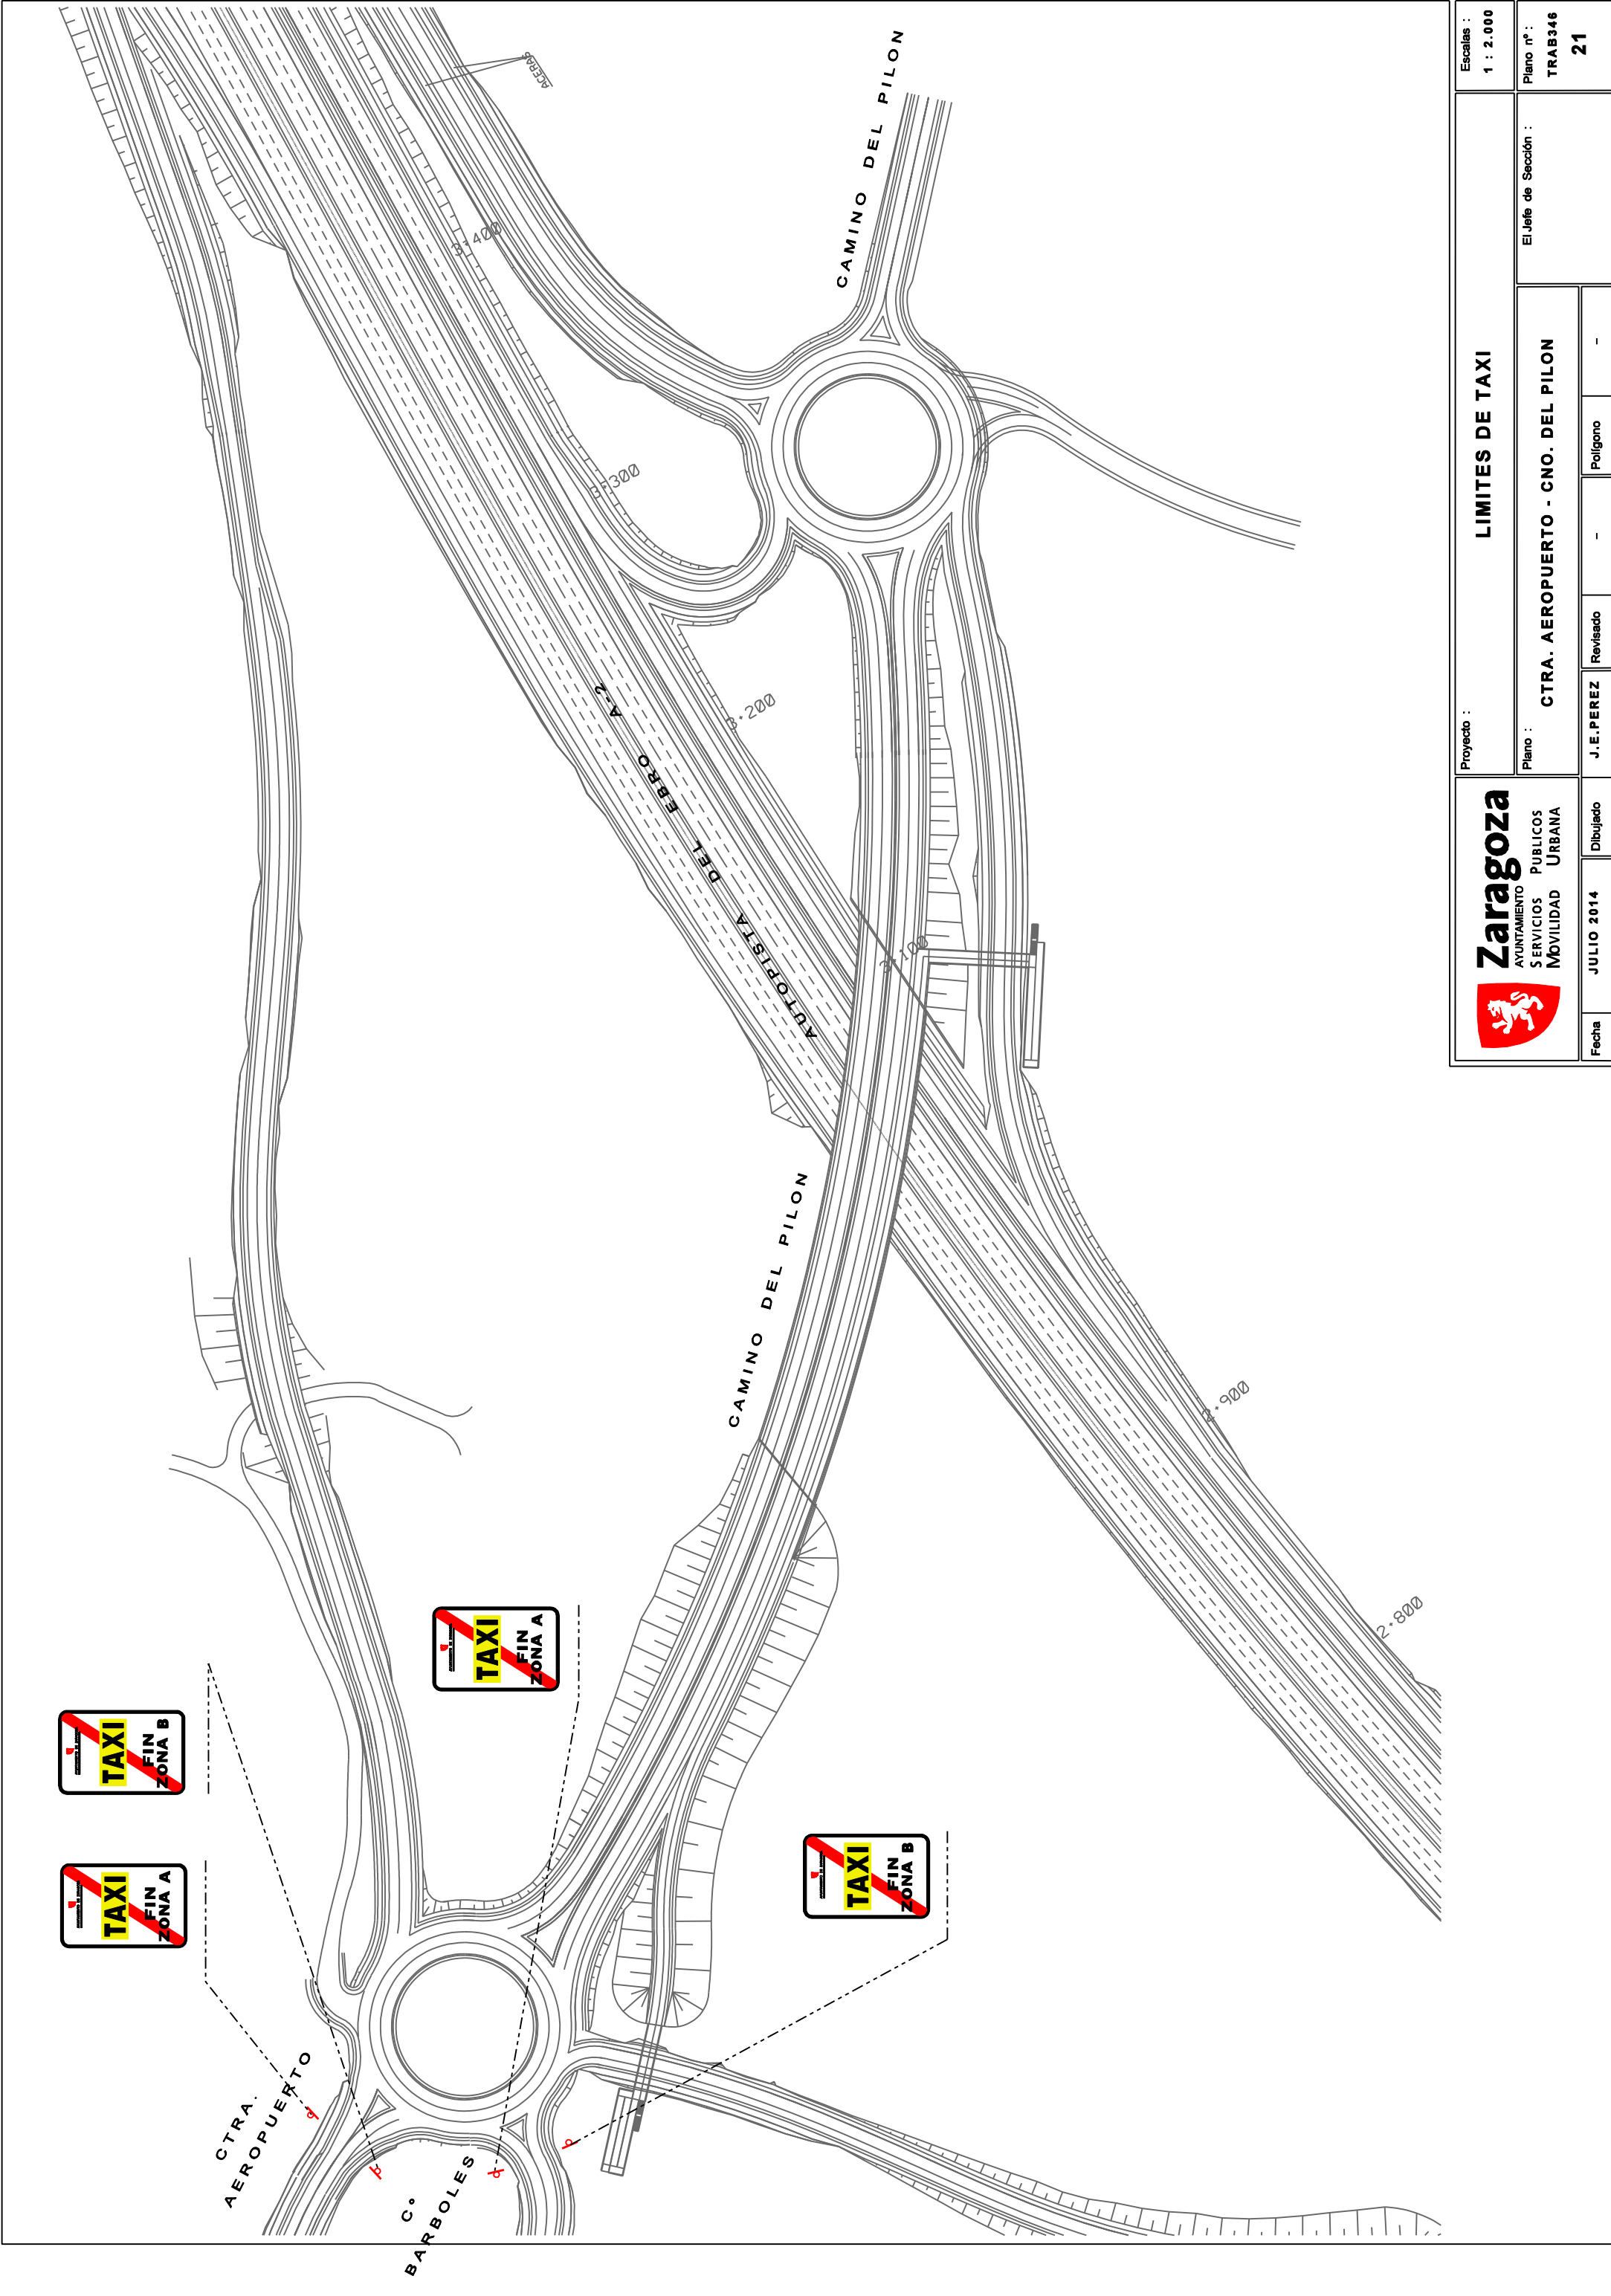 ACERAS
CAMINO DEL PILON
3·400
3·300
3·200
3·100
2·900
2·800
AUTOPISTA DEL EBRO A-2
CAMINO DEL PILON
TAXI
FIN
ZONA B
TAXI
FIN
ZONA A
TAXI
FIN
ZONA A
TAXI
FIN
ZONA B
CTRA.
AEROPUERTO
Cº
BARBOLES
Zaragoza
AYUNTAMIENTO
SERVICIOS PUBLICOS
MOVILIDAD URBANA
Proyecto :
LIMITES DE TAXI
Escalas :
1 : 2.000
Plano :
CTRA. AEROPUERTO - CNO. DEL PILON
El Jefe de Sección :
Plano nº :
TRAB346
21
Fecha
JULIO 2014
Dibujado
J.E.PEREZ
Revisado
-
Polígono
-